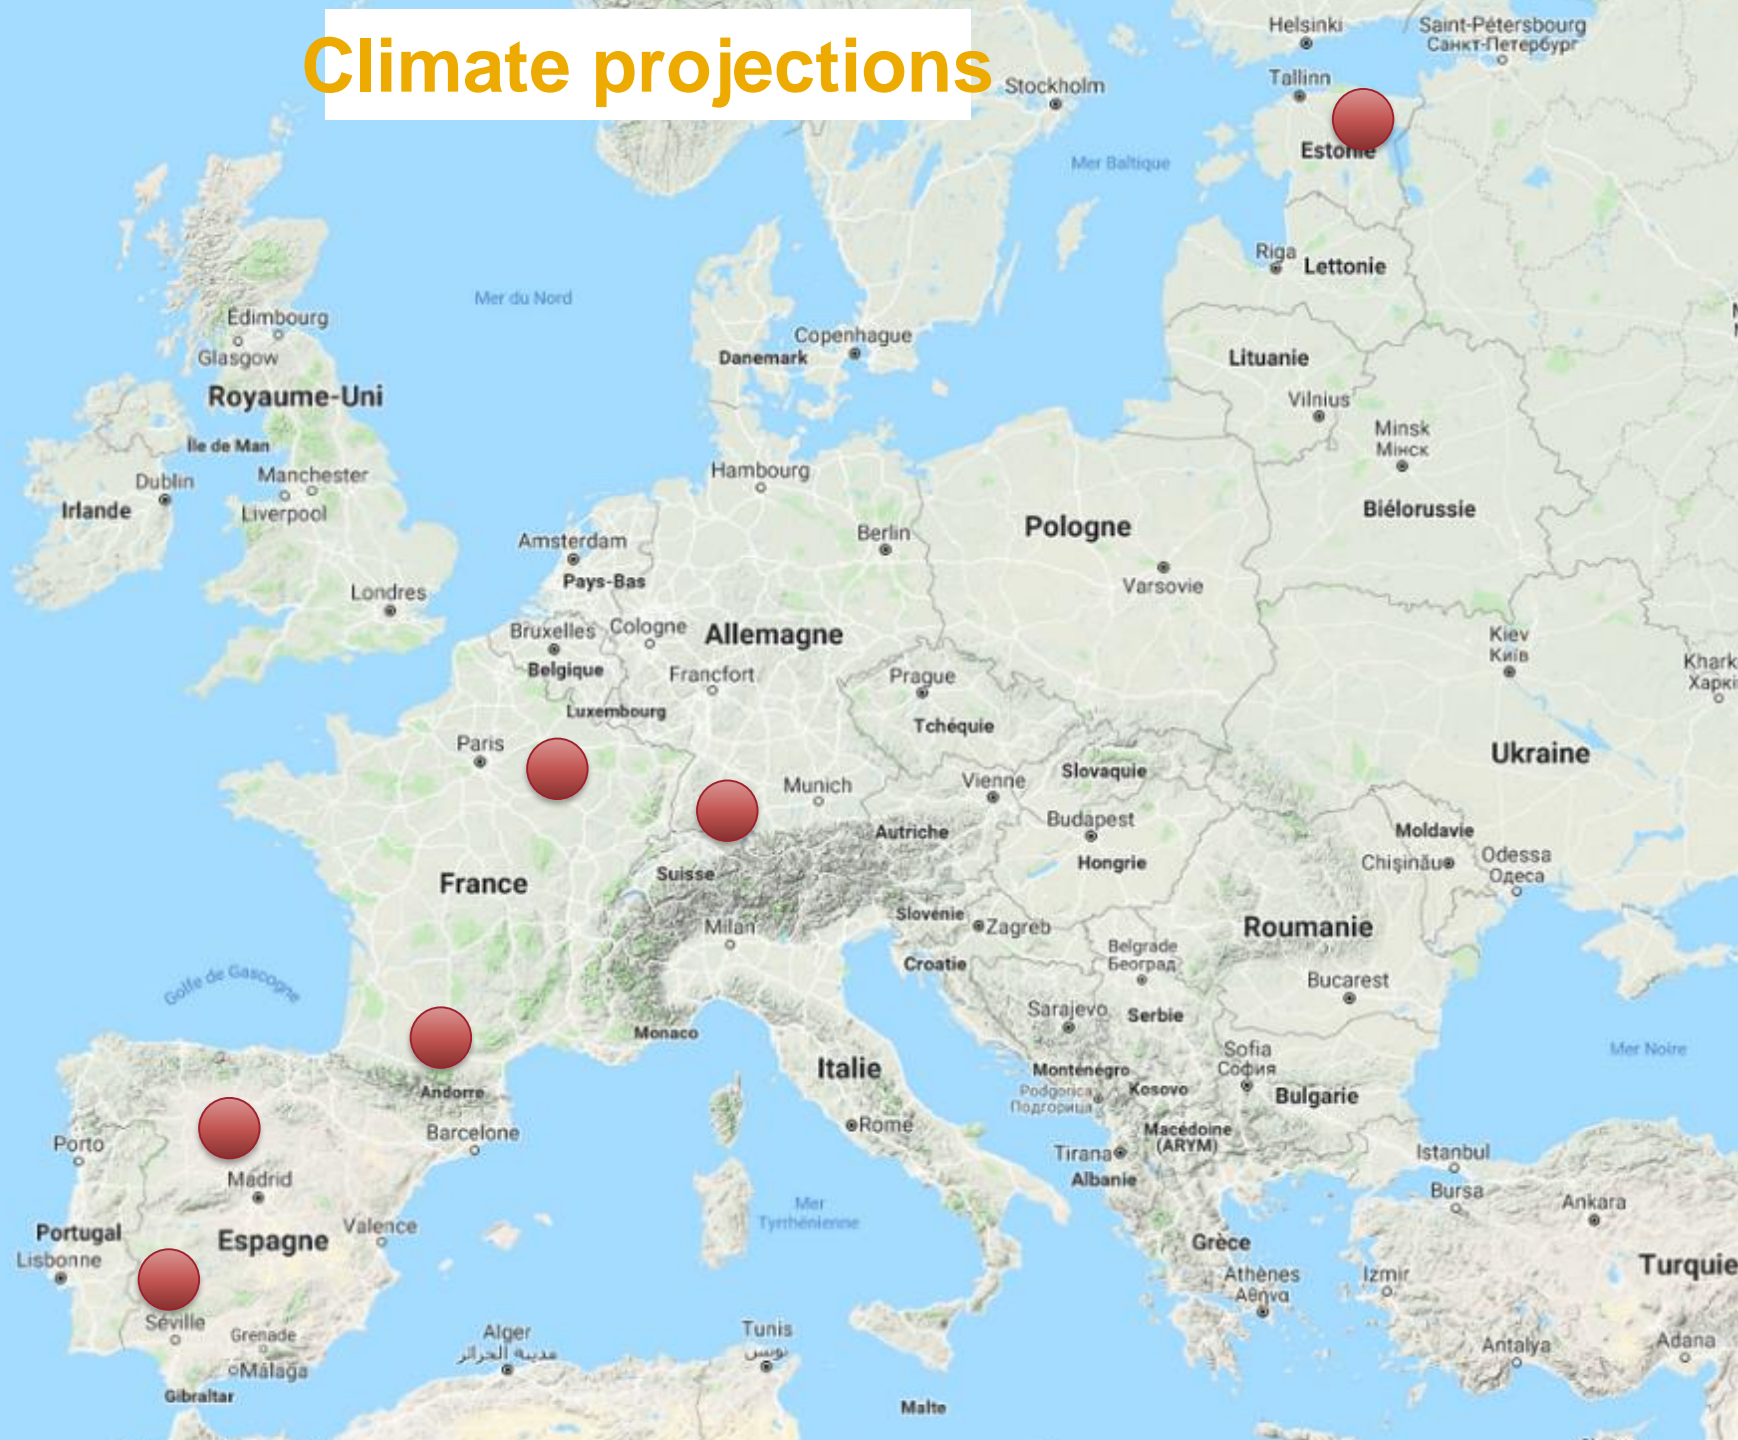 Climate projections
Helsinki
Saint-Pétersbourg
Санкт-Петербург
Stockholm
Tallinn
Estonie
Mer Baltique
Riga
Lettonie
Mer du Nord
Edimbourg
Glasgow
Copenhague
Danemark
Lituanie
Royaume-Uni
Vilnius
Minsk
Мінск
Île de Man
Hambourg
Dublin
Manchester
Irlande
Liverpool
Biélorussie
Pologne
Amsterdam
Berlin
Pays-Bas
Varsovie
Londres
Bruxelles
Cologne
Allemagne
Kiev
Київ
Belgique
Francfort
Prague
Khark
Харкі
Luxembourg
Tchéquie
Paris
Ukraine
Slovaquie
Munich
Vienne
Budapest
Autriche
Moldavie
Hongrie
Chișinău
Odessa
Одеса
Suisse
France
Slovénie
Zagreb
Milan
Roumanie
Belgrade
Београд
Croatie
Golfe de Gascogne
Bucarest
Sarajevo
Serbie
Monaco
Sofia
София
Mer Noire
Italie
Monténégro
Podgorica
Подгорица
Kosovo
Andorre
Bulgarie
Rome
Barcelone
Macédoine
(ARYM)
Porto
Tirana
Istanbul
Madrid
Albanie
Bursa
Ankara
Mer
Tyrrhénienne
Portugal
Valence
Espagne
Grèce
Lisbonne
Athènes
Αθήνα
Izmir
Turquie
Séville
Grenade
Alger
مدينة الجزائر
Tunis
تونس
Antalya
Adana
Málaga
Gibraltar
Malte